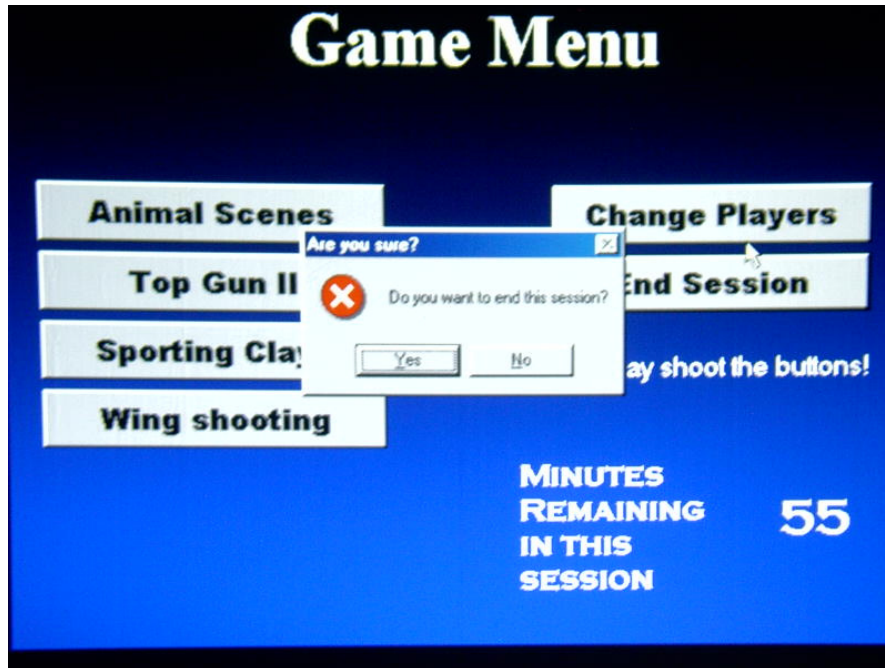 Game Menu
Animal Scenes
Top Gun II
Sporting Clay
Wing shooting
Change Players
End Session
Are you sure?
Do you want to end this session?
Yes
No
ay shoot the buttons!
MINUTES
REMAINING
IN THIS
SESSION
55